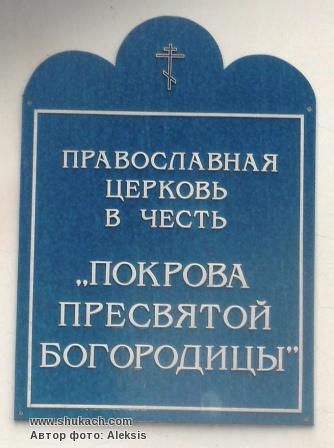 ПРАВОСЛАВНАЯ
ЦЕРКОВЬ
В ЧЕСТЬ
„ПОКРОВА
ПРЕСВЯТОЙ
БОГОРОДИЦЫ"
www.shukach.com
Автор фото: Aleksis